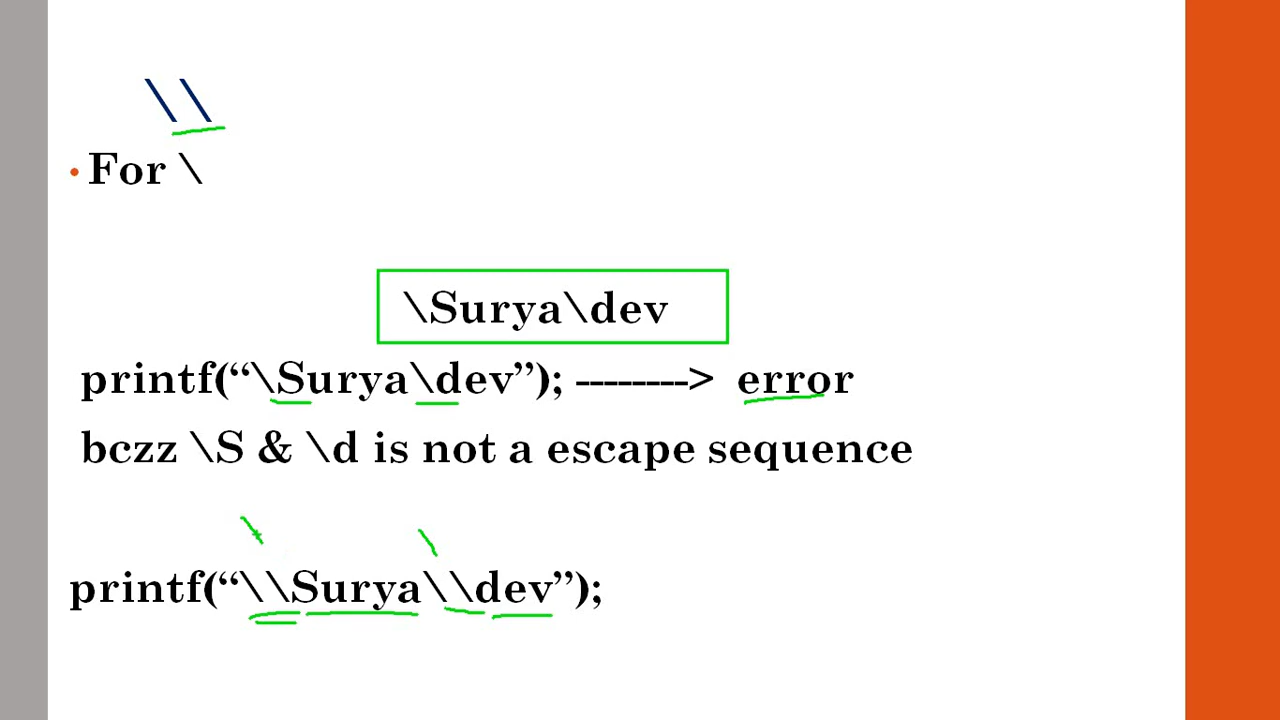 \\
• For \
\Surya\dev
printf(“\Surya\dev”); --------> error
bczz \S & \d is not a escape sequence
\ \
printf(“\\Surya\\dev”);